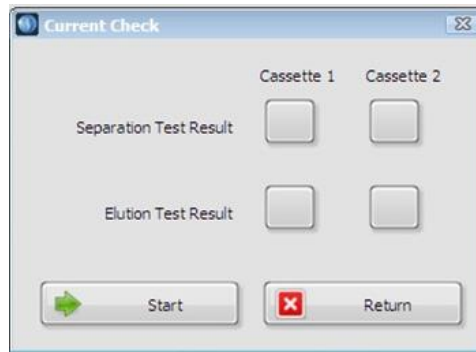 Current Check
Cassette 1 Cassette 2
Separation Test Result
Elution Test Result
Start Return